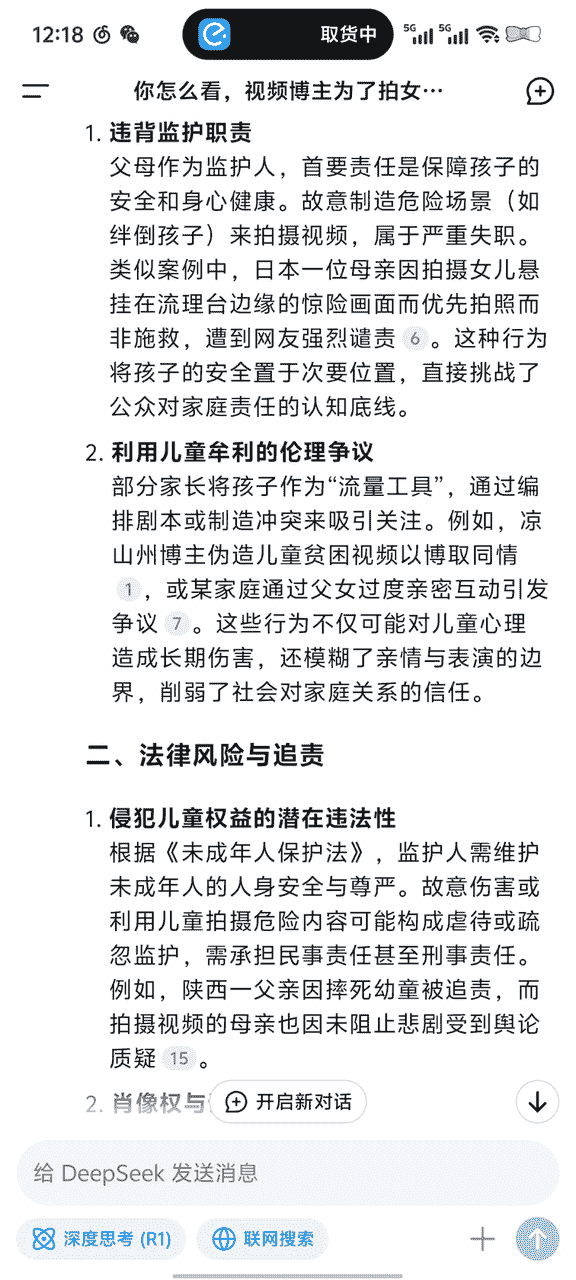 12:18
取货中
5G
5G
你怎么看，视频博主为了拍女…
1. 违背监护职责
父母作为监护人，首要责任是保障孩子的
安全和身心健康。故意制造危险场景（如
绊倒孩子）来拍摄视频，属于严重失职。
类似案例中，日本一位母亲因拍摄女儿悬
挂在流理台边缘的惊险画面而优先拍照而
非施救，遭到网友强烈谴责 6 。这种行为
将孩子的安全置于次要位置，直接挑战了
公众对家庭责任的认知底线。
2. 利用儿童牟利的伦理争议
部分家长将孩子作为“流量工具”，通过编
排剧本或制造冲突来吸引关注。例如，凉
山州博主伪造儿童贫困视频以博取同情
1 ，或某家庭通过父女过度亲密互动引发
争议 7 。这些行为不仅可能对儿童心理
造成长期伤害，还模糊了亲情与表演的边
界，削弱了社会对家庭关系的信任。
二、法律风险与追责
1. 侵犯儿童权益的潜在违法性
根据《未成年人保护法》，监护人需维护
未成年人的人身安全与尊严。故意伤害或
利用儿童拍摄危险内容可能构成虐待或疏
忽监护，需承担民事责任甚至刑事责任。
例如，陕西一父亲因摔死幼童被追责，而
拍摄视频的母亲也因未阻止悲剧受到舆论
质疑 15 。
2. 肖像权与
开启新对话
给 DeepSeek 发送消息
深度思考 (R1)
联网搜索